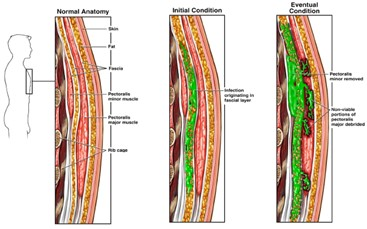 Normal Anatomy
Skin
Fat
Fascia
Pectoralis
minor muscle
Pectoralis
major muscle
Rib cage
Initial Condition
Infection
originating in
fascial layer
Eventual
Condition
Pectoralis
minor removed
Non-viable
portions of
pectoralis
major debrided